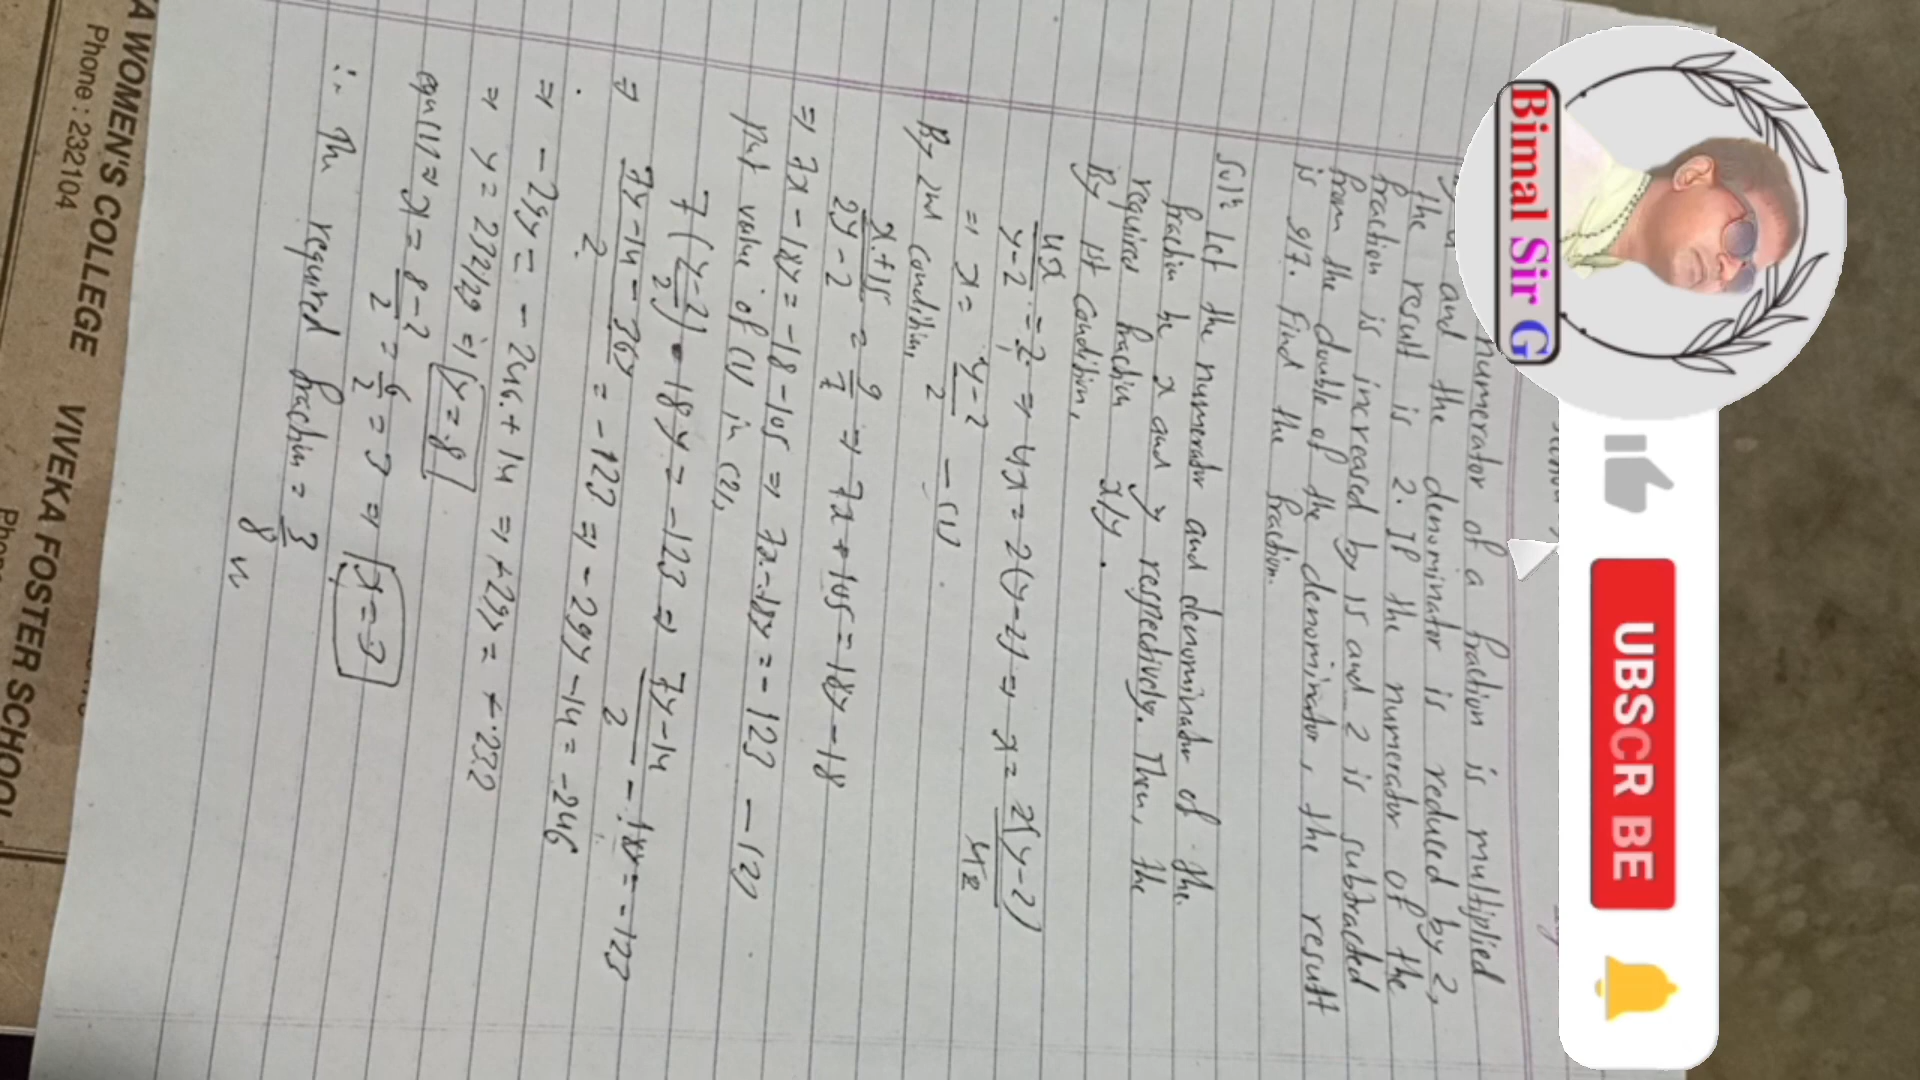 numerator of a fraction is multiplied
by 4 and the denominator is reduced by 2,
the result is 2. If the numerator of the
fraction is increased by 15 and 2 is subtracted
from the double of the denominator, the result
is 9/7. Find the fraction.
Solⁿ: Let the numerator and denominator of the
fraction be x and y respectively. Then, the
required fraction x/y.
By 1st condition,
4x/y-2 = 2/1 ⇒ 4x = 2(y-2) ⇒ x = 2(y-2)/42
⇒ x = y-2/2 - (1)
By 2nd condition,
x+15/2y-2 = 9/7 ⇒ 7x+105 = 18y-18
⇒ 7x-18y = -18-105 ⇒ 7x-18y = -123 - (2)
Put value of (1) in (2),
7(y-2/2) - 18y = -123 ⇒ 7y-14/2 - 18y = -123
⇒ 7y-14-36y/2 = -123 ⇒ -29y-14 = -246
⇒ -29y = -246+14 ⇒ +29y = +232
⇒ y = 232/29 ⇒ y=8
eqn (1) ⇒ x = 8-2/2 = 6/2 = 3 ⇒ x=3
∴ The required fraction = 3/8
Bimal Sir G
UBSCR BE
A WOMEN'S COLLEGE
Phone : 232104
VIVEKA FOSTER SCHOOL